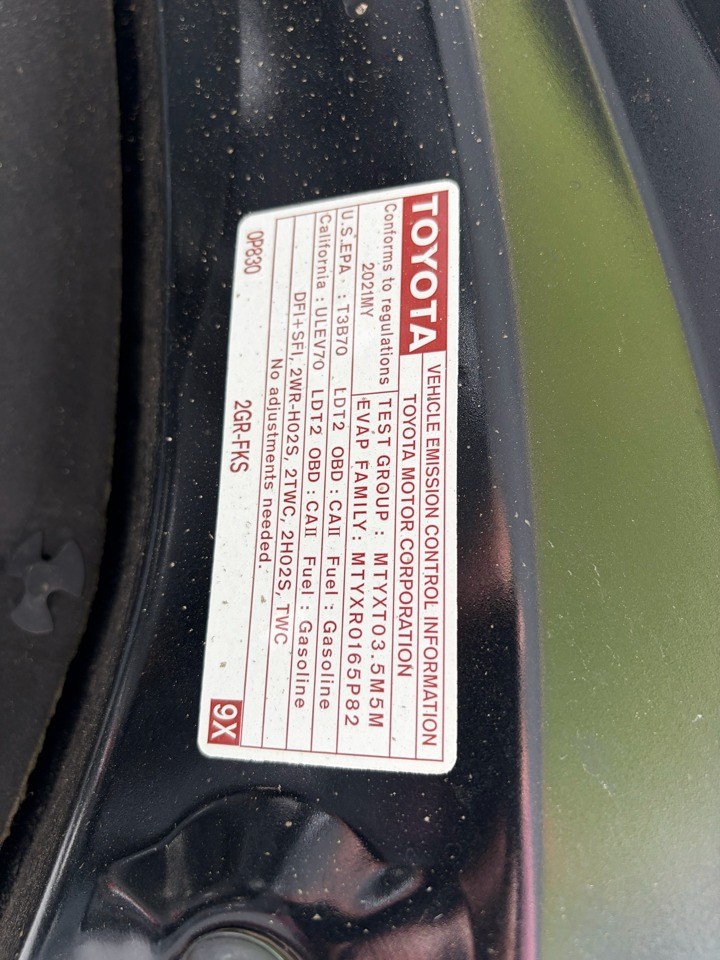 TOYOTA VEHICLE EMISSION CONTROL INFORMATION
TOYOTA MOTOR CORPORATION
Conforms to regulations TEST GROUP : MTYXT03.5M5M
2021MY EVAP FAMILY: MTYXR0165P82
U.S.EPA : T3B70 LDT2 OBD : CAII Fuel : Gasoline
California : ULEV70 LDT2 OBD : CAII Fuel : Gasoline
DFI+SFI, 2WR-HO2S, 2TWC, 2HO2S, TWC
No adjustments needed.
0P830 2GR-FKS 9X